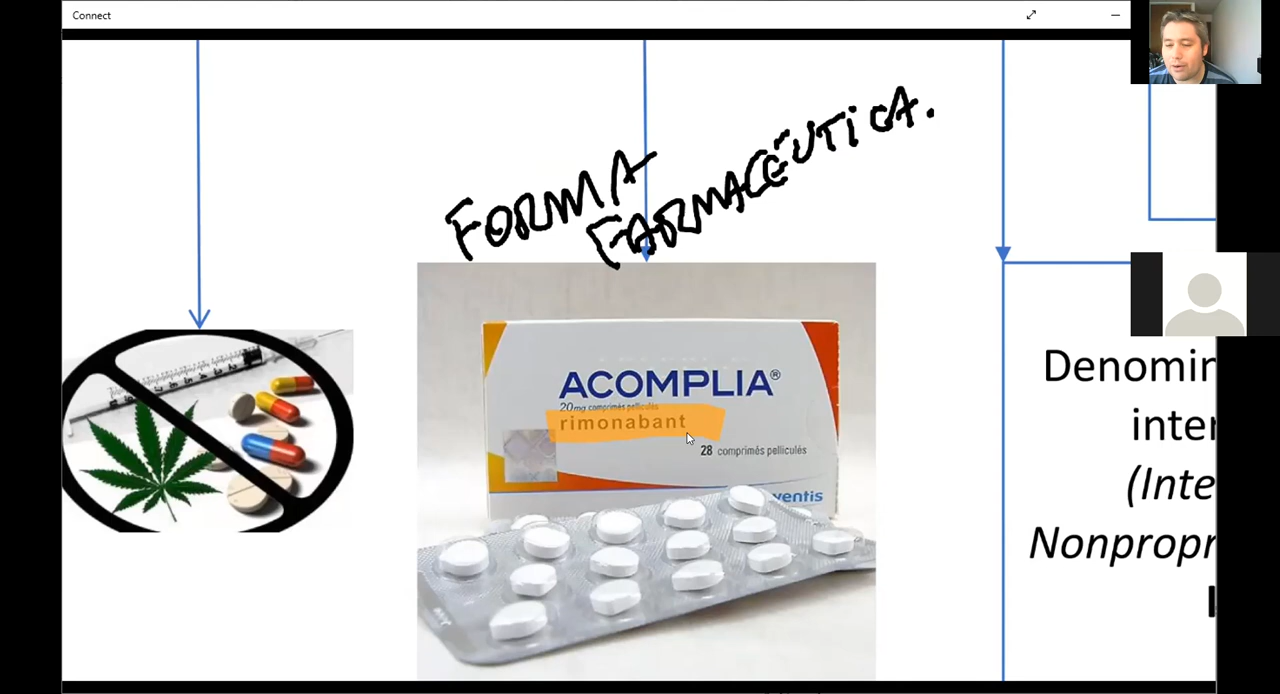 Connect
FORMA
FARMACÉUTICA.
ACOMPLIA®
20mg comprimés pelliculés
rimonabant
28 comprimés pelliculés
ventis
Denomin
inter
(Inte
Nonpropr